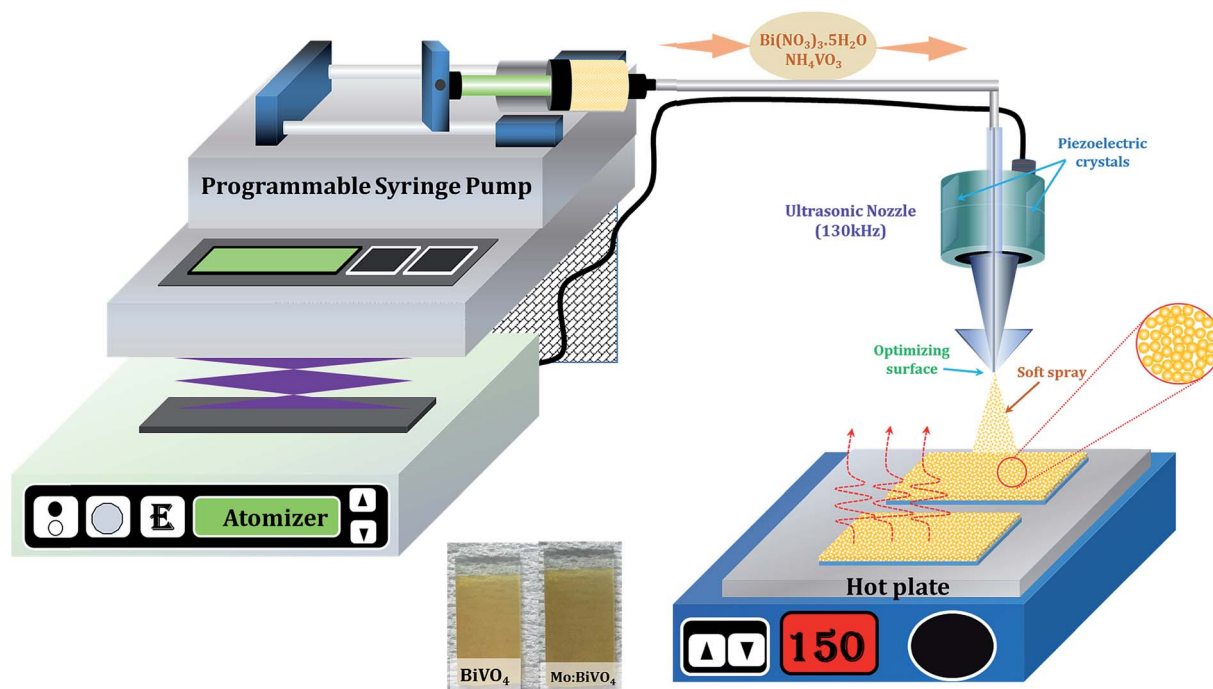 Bi(NO₃)₃.5H₂O
NH₄VO₃
Programmable Syringe Pump
Piezoelectric
crystals
Ultrasonic Nozzle
(130kHz)
Optimizing
surface
Soft spray
E
Atomizer
Hot plate
150
BiVO₄
Mo:BiVO₄